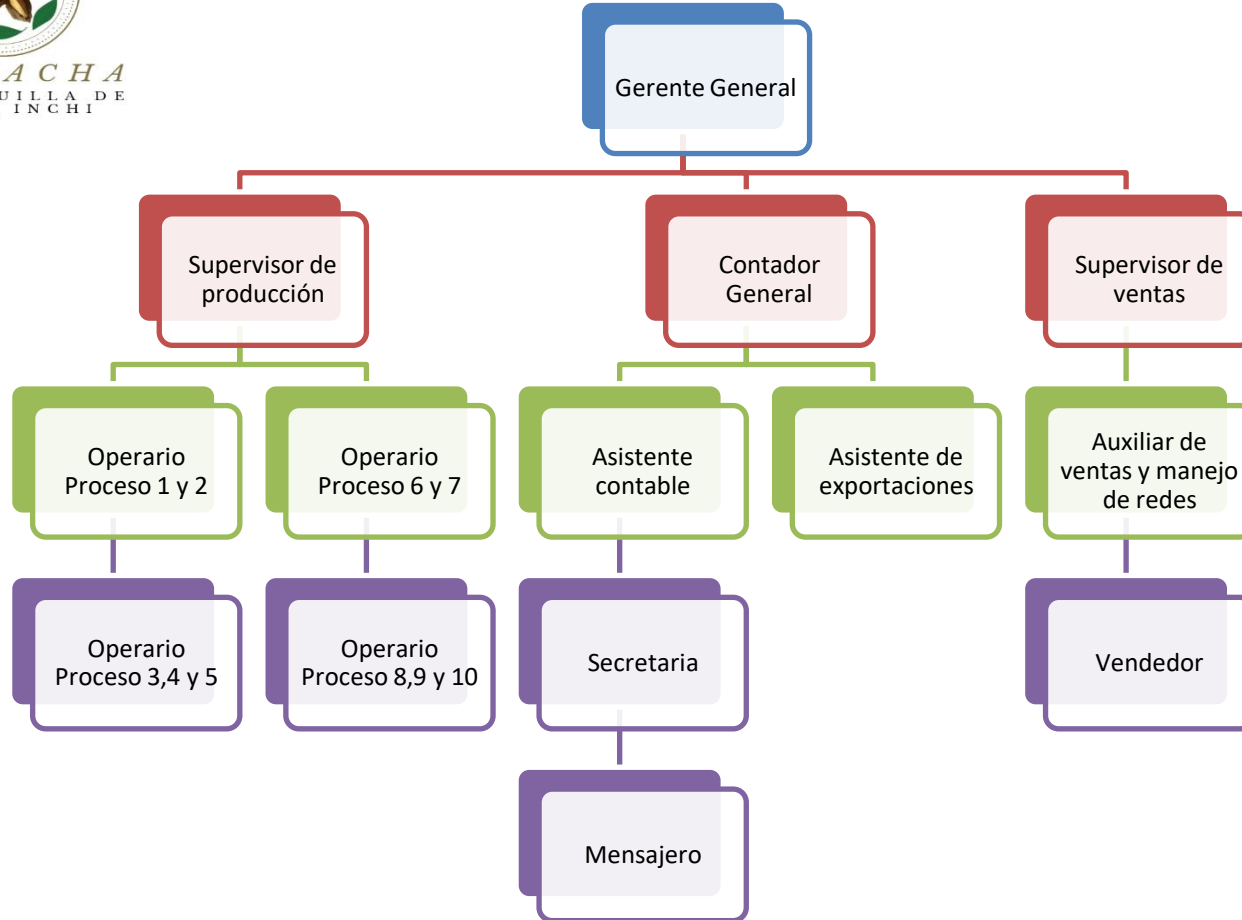 A C H A
UILLA DE
INCHI
Gerente General
Supervisor de
producción
Contador
General
Supervisor de
ventas
Operario
Proceso 1 y 2
Operario
Proceso 6 y 7
Asistente
contable
Asistente de
exportaciones
Auxiliar de
ventas y manejo
de redes
Operario
Proceso 3,4 y 5
Operario
Proceso 8,9 y 10
Secretaria
Vendedor
Mensajero